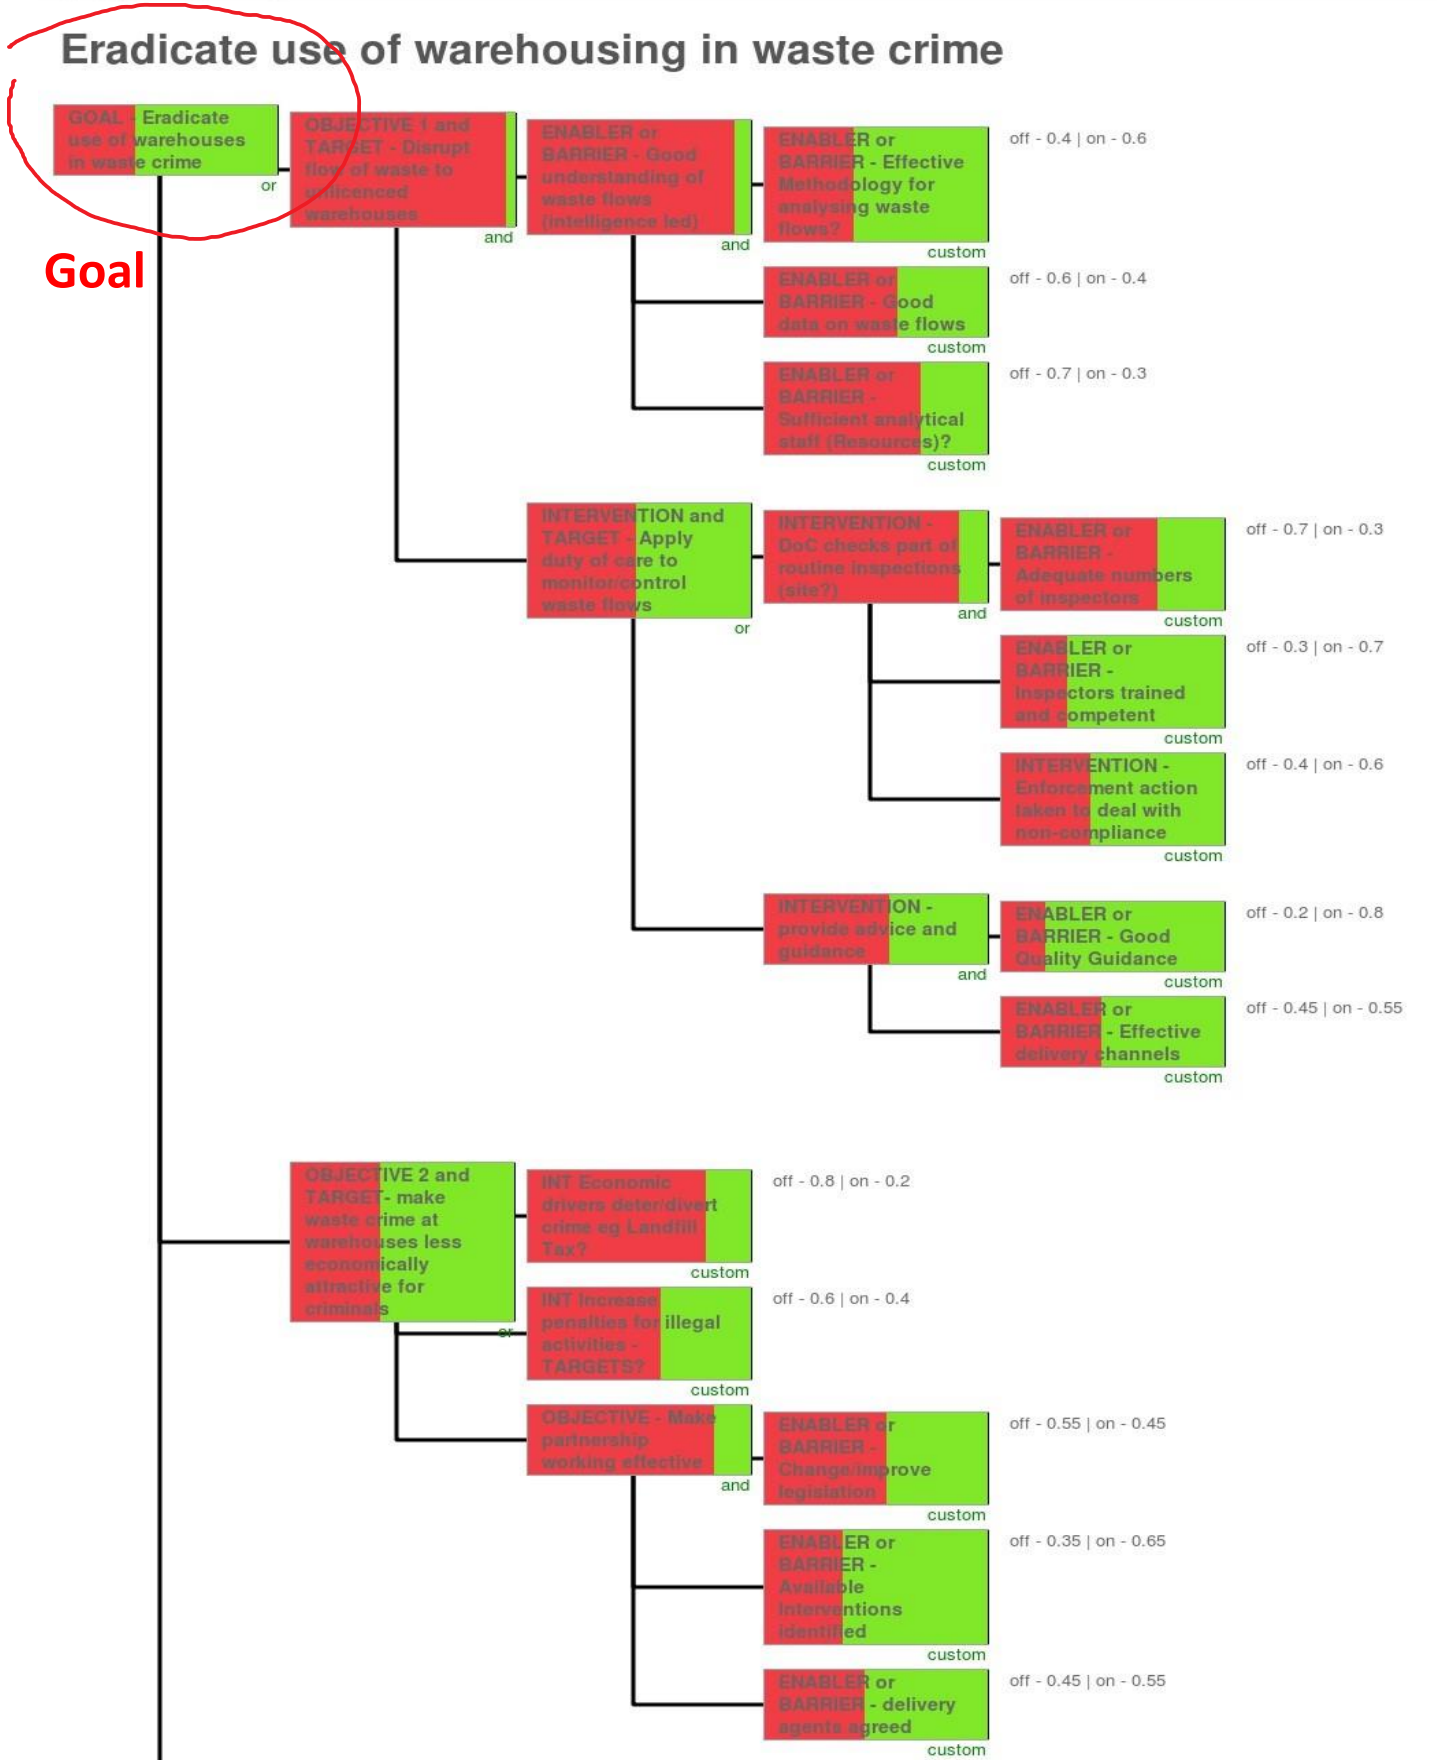 Eradicate use of warehousing in waste crime
GOAL - Eradicate
use of warehouses
in waste crime
or
Goal
OBJECTIVE 1 and
TARGET - Disrupt
flow of waste to
unlicenced
warehouses
and
ENABLER or
BARRIER - Good
understanding of
waste flows
(intelligence led)
and
ENABLER or
BARRIER - Effective
Methodology for
analysing waste
flows?
custom
off - 0.4 | on - 0.6
ENABLER or
BARRIER - Good
data on waste flows
custom
off - 0.6 | on - 0.4
ENABLER or
BARRIER -
Sufficient analytical
staff (Resources)?
custom
off - 0.7 | on - 0.3
INTERVENTION and
TARGET - Apply
duty of care to
monitor/control
waste flows
or
INTERVENTION -
DoC checks part of
routine inspections
(site?)
and
ENABLER or
BARRIER -
Adequate numbers
of inspectors
custom
off - 0.7 | on - 0.3
ENABLER or
BARRIER -
Inspectors trained
and competent
custom
off - 0.3 | on - 0.7
INTERVENTION -
Enforcement action
taken to deal with
non-compliance
custom
off - 0.4 | on - 0.6
INTERVENTION -
provide advice and
guidance
and
ENABLER or
BARRIER - Good
Quality Guidance
custom
off - 0.2 | on - 0.8
ENABLER or
BARRIER - Effective
delivery channels
custom
off - 0.45 | on - 0.55
OBJECTIVE 2 and
TARGET- make
waste crime at
warehouses less
economically
attractive for
criminals
or
INT Economic
drivers deter/divert
crime eg Landfill
Tax?
custom
off - 0.8 | on - 0.2
INT Increase
penalties for illegal
activities -
TARGETS?
custom
off - 0.6 | on - 0.4
OBJECTIVE - Make
partnership
working effective
and
ENABLER or
BARRIER -
Change/improve
legislation
custom
off - 0.55 | on - 0.45
ENABLER or
BARRIER -
Available
Interventions
identified
custom
off - 0.35 | on - 0.65
ENABLER or
BARRIER - delivery
agents agreed
custom
off - 0.45 | on - 0.55